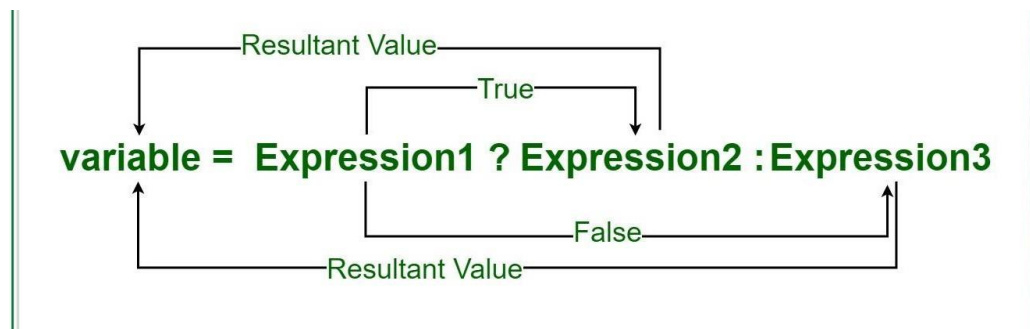 Resultant Value
True
variable = Expression1 ? Expression2 : Expression3
False
Resultant Value